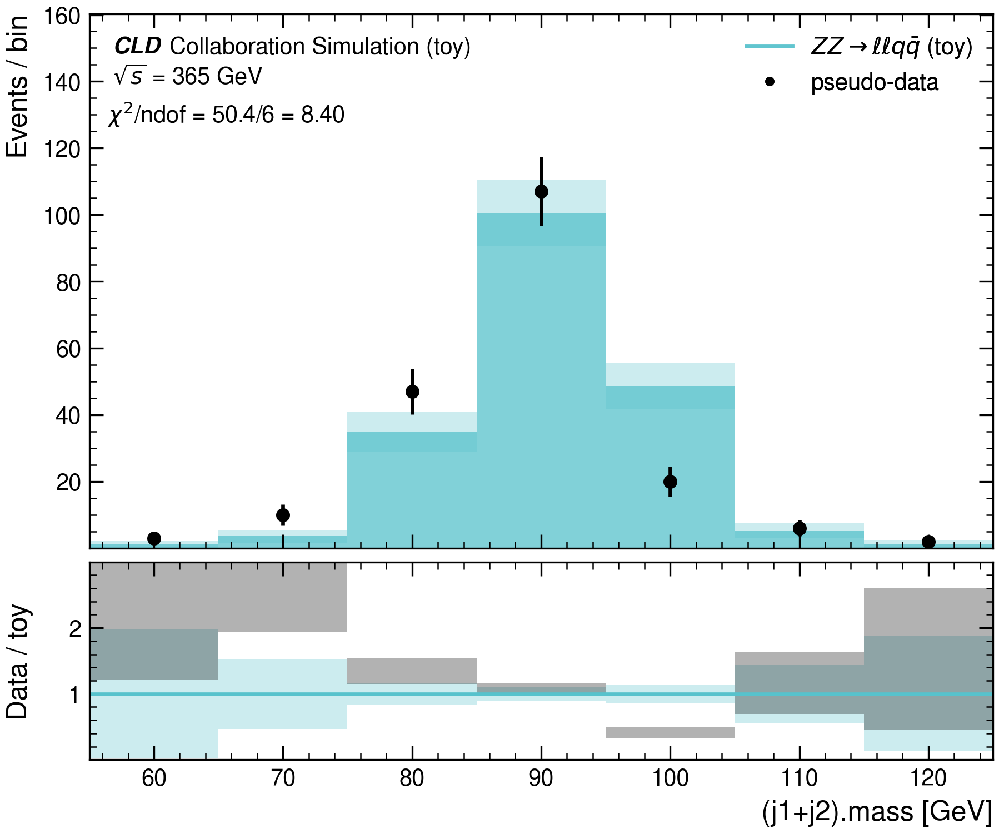 Events / bin
160
140
120
100
80
60
40
20
CLD Collaboration Simulation (toy)
√s = 365 GeV
χ²/ndof = 50.4/6 = 8.40
ZZ → ℓℓqq̄ (toy)
pseudo-data
Data / toy
2
1
60 70 80 90 100 110 120
(j1+j2).mass [GeV]